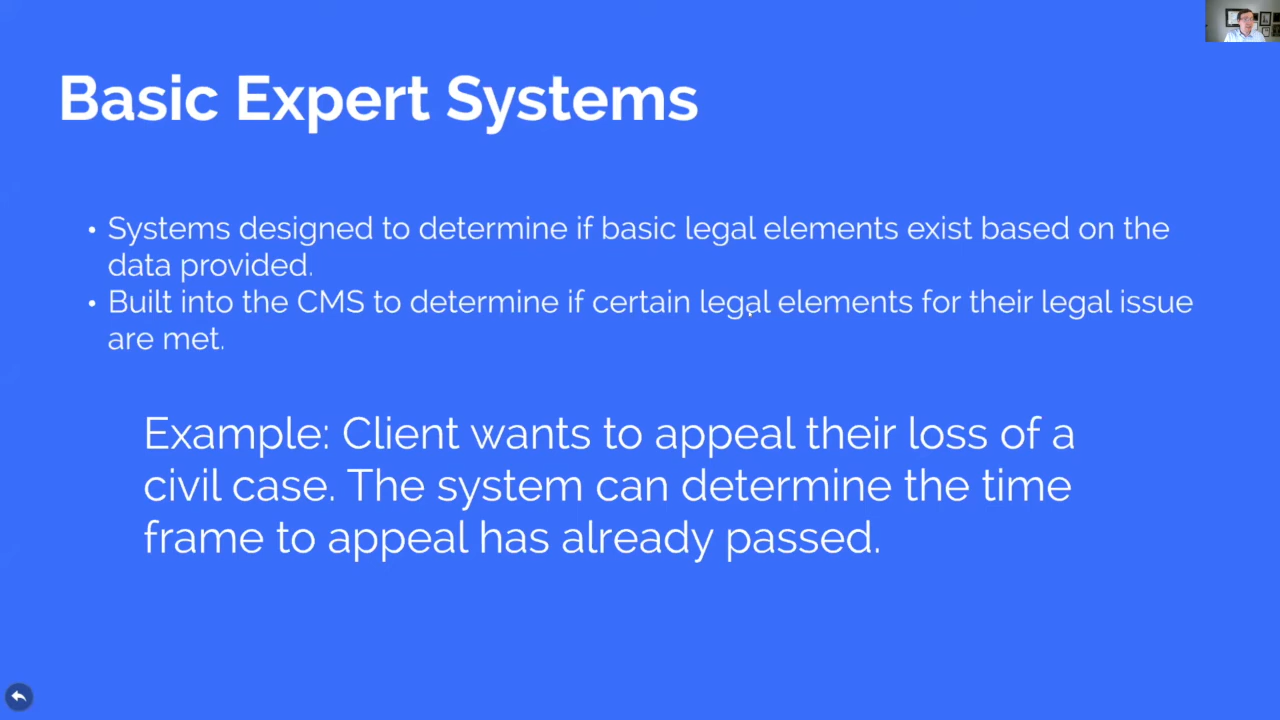 Basic Expert Systems
• Systems designed to determine if basic legal elements exist based on the
data provided.
• Built into the CMS to determine if certain legal elements for their legal issue
are met.
Example: Client wants to appeal their loss of a
civil case. The system can determine the time
frame to appeal has already passed.